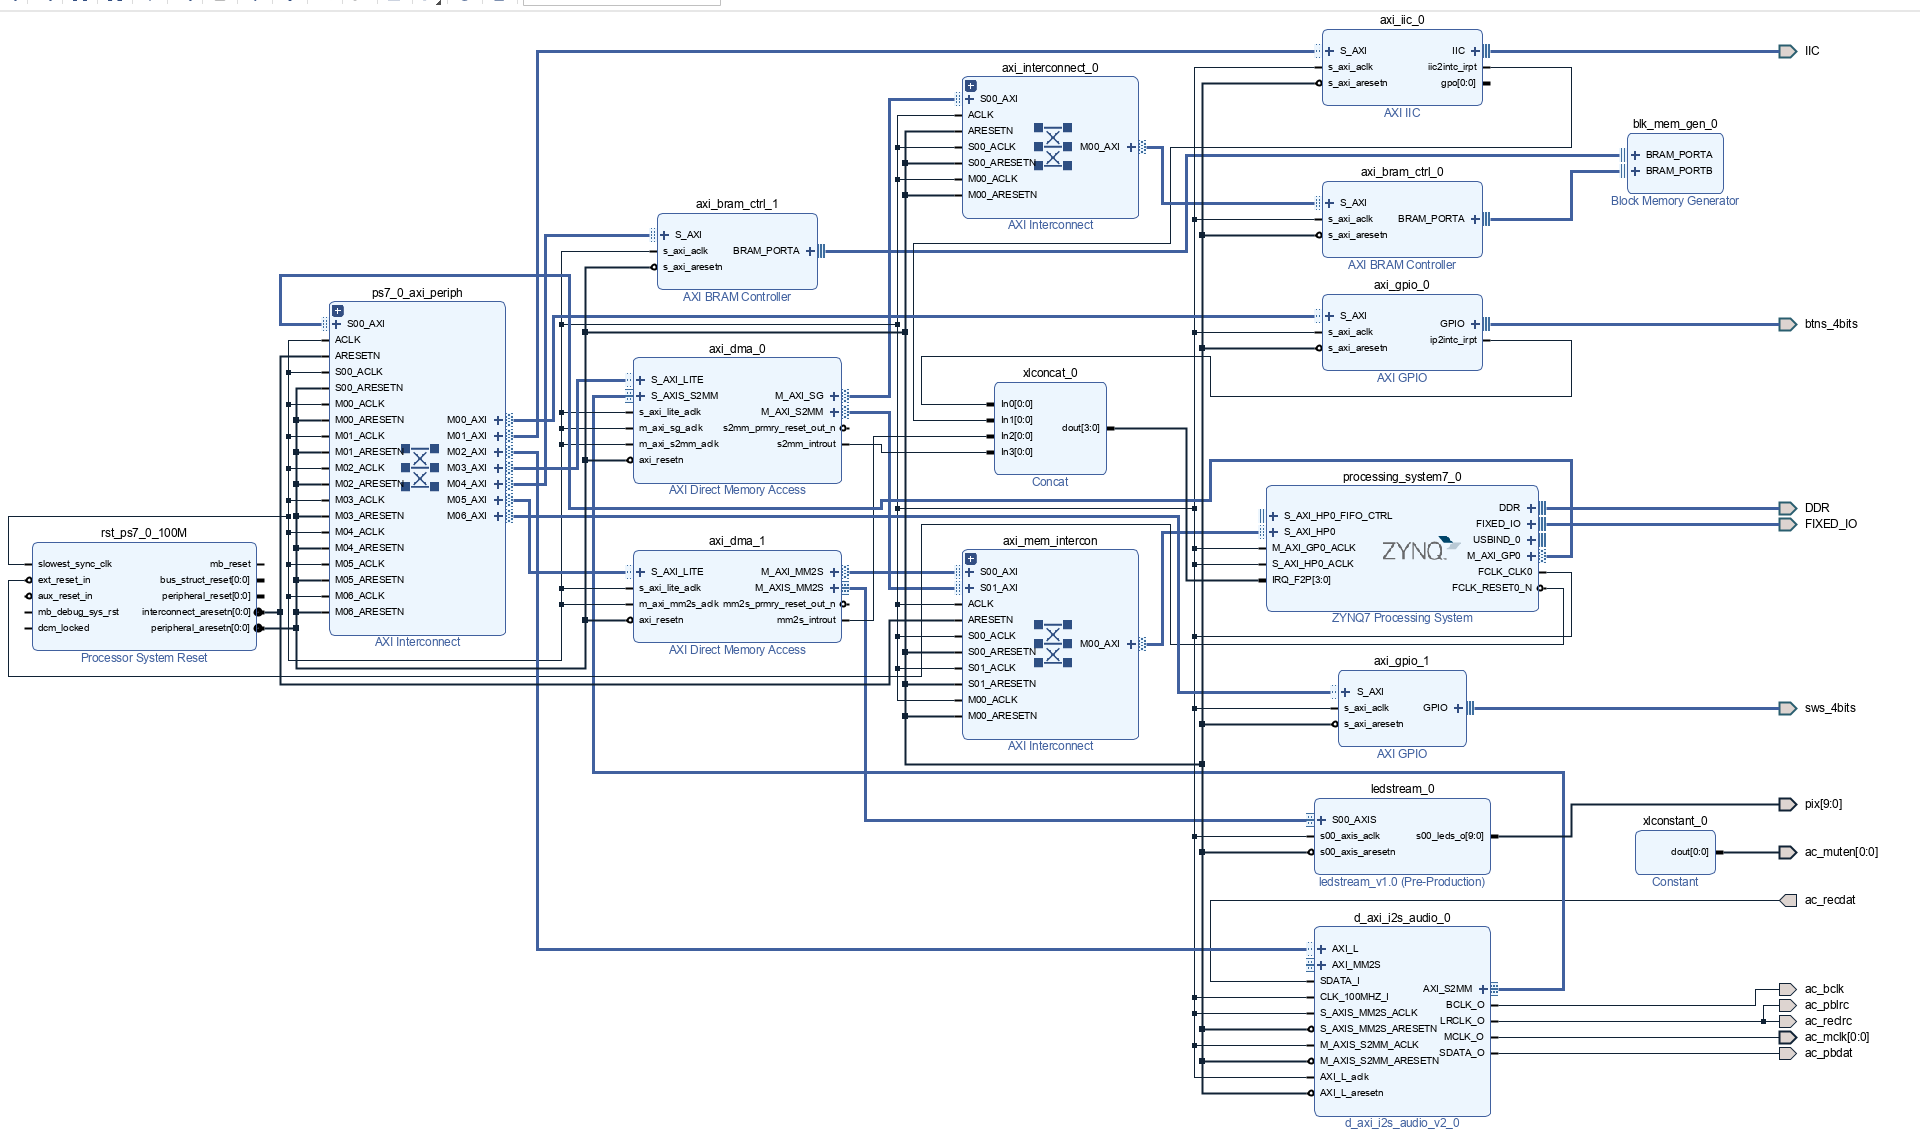 axi_iic_0
S_AXI
s_axi_aclk
s_axi_aresetn
IIC
iic2intc_irpt
gpo[0:0]
AXI IIC
IIC
axi_interconnect_0
S00_AXI
ACLK
ARESETN
S00_ACLK
S00_ARESETN
M00_ACLK
M00_ARESETN
M00_AXI
AXI Interconnect
blk_mem_gen_0
BRAM_PORTA
BRAM_PORTB
Block Memory Generator
axi_bram_ctrl_0
S_AXI
s_axi_aclk
s_axi_aresetn
BRAM_PORTA
AXI BRAM Controller
axi_bram_ctrl_1
S_AXI
s_axi_aclk
s_axi_aresetn
BRAM_PORTA
AXI BRAM Controller
axi_gpio_0
S_AXI
s_axi_aclk
s_axi_aresetn
GPIO
ip2intc_irpt
AXI GPIO
btns_4bits
ps7_0_axi_periph
S00_AXI
ACLK
ARESETN
S00_ACLK
S00_ARESETN
M00_ACLK
M00_ARESETN
M01_ACLK
M01_ARESETN
M02_ACLK
M02_ARESETN
M03_ACLK
M03_ARESETN
M04_ACLK
M04_ARESETN
M05_ACLK
M05_ARESETN
M06_ACLK
M06_ARESETN
M00_AXI
M01_AXI
M02_AXI
M03_AXI
M04_AXI
M05_AXI
M06_AXI
AXI Interconnect
axi_dma_0
S_AXI_LITE
S_AXIS_S2MM
s_axi_lite_aclk
m_axi_sg_aclk
m_axi_s2mm_aclk
axi_resetn
M_AXI_SG
M_AXI_S2MM
s2mm_prmry_reset_out_n
s2mm_introut
AXI Direct Memory Access
xlconcat_0
In0[0:0]
In1[0:0]
In2[0:0]
In3[0:0]
dout[3:0]
Concat
processing_system7_0
S_AXI_HP0_FIFO_CTRL
S_AXI_HP0
M_AXI_GP0_ACLK
S_AXI_HP0_ACLK
IRQ_F2P[3:0]
ZYNQ
DDR
FIXED_IO
USBIND_0
M_AXI_GP0
FCLK_CLK0
FCLK_RESET0_N
ZYNQ7 Processing System
DDR
FIXED_IO
rst_ps7_0_100M
slowest_sync_clk
ext_reset_in
aux_reset_in
mb_debug_sys_rst
dcm_locked
mb_reset
bus_struct_reset[0:0]
peripheral_reset[0:0]
interconnect_aresetn[0:0]
peripheral_aresetn[0:0]
Processor System Reset
axi_dma_1
S_AXI_LITE
s_axi_lite_aclk
m_axi_mm2s_aclk
axi_resetn
M_AXI_MM2S
M_AXIS_MM2S
mm2s_prmry_reset_out_n
mm2s_introut
AXI Direct Memory Access
axi_mem_intercon
S00_AXI
S01_AXI
ACLK
ARESETN
S00_ACLK
S00_ARESETN
S01_ACLK
S01_ARESETN
M00_ACLK
M00_ARESETN
M00_AXI
AXI Interconnect
axi_gpio_1
S_AXI
s_axi_aclk
s_axi_aresetn
GPIO
AXI GPIO
sws_4bits
ledstream_0
S00_AXIS
s00_axis_aclk
s00_axis_aresetn
s00_leds_o[9:0]
ledstream_v1.0 (Pre-Production)
pix[9:0]
xlconstant_0
dout[0:0]
Constant
ac_muten[0:0]
ac_recdat
d_axi_i2s_audio_0
AXI_L
AXI_MM2S
SDATA_I
CLK_100MHZ_I
S_AXIS_MM2S_ACLK
S_AXIS_MM2S_ARESETN
M_AXIS_S2MM_ACLK
M_AXIS_S2MM_ARESETN
AXI_L_aclk
AXI_L_aresetn
AXI_S2MM
BCLK_O
LRCLK_O
MCLK_O
SDATA_O
d_axi_i2s_audio_v2_0
ac_bclk
ac_pblrc
ac_reclrc
ac_mclk[0:0]
ac_pbdat